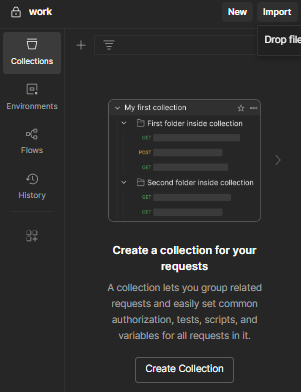 work
New
Import
Drop file
Collections
Environments
Flows
History
My first collection
First folder inside collection
GET
POST
GET
Second folder inside collection
GET
GET
Create a collection for your
requests
A collection lets you group related
requests and easily set common
authorization, tests, scripts, and
variables for all requests in it.
Create Collection